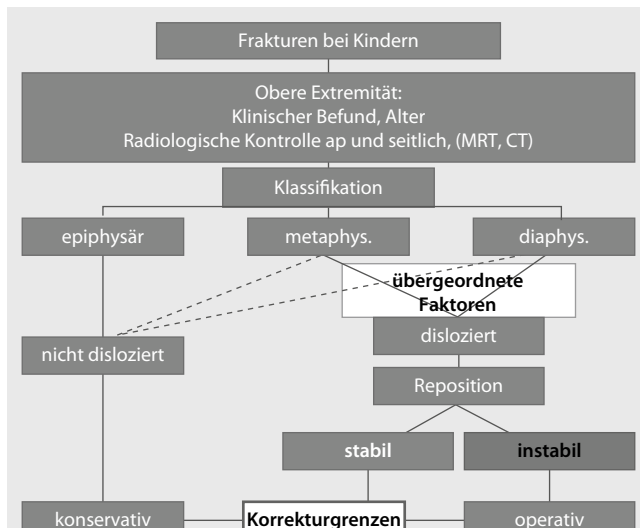 Frakturen bei Kindern
Obere Extremität:
Klinischer Befund, Alter
Radiologische Kontrolle ap und seitlich, (MRT, CT)
Klassifikation
epiphysär
metaphys.
diaphys.
übergeordnete
Faktoren
nicht disloziert
disloziert
Reposition
stabil
instabil
konservativ
Korrekturgrenzen
operativ